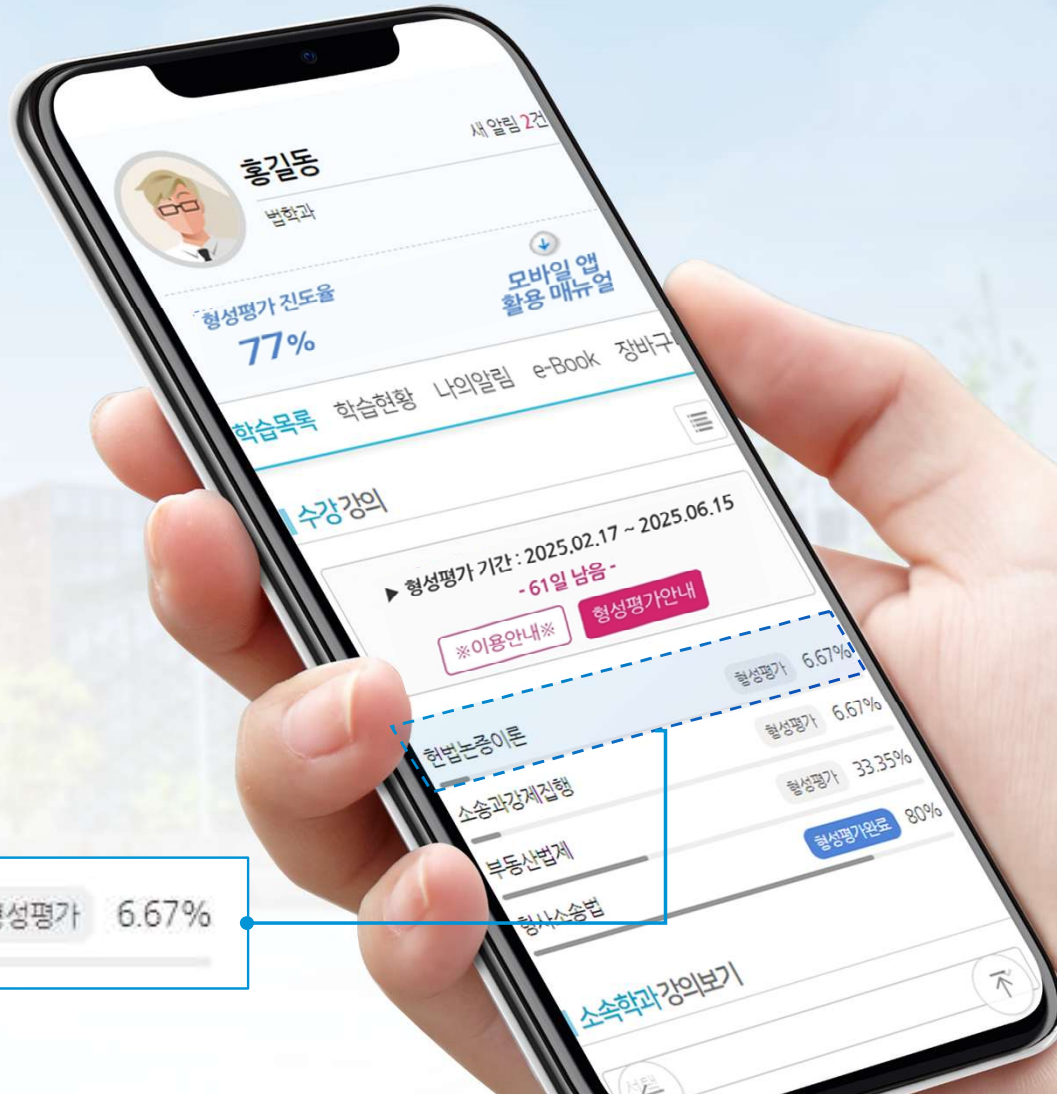 새 알림 2건
홍길동
법학과
형성평가 진도율
77%
모바일 앱
활용 매뉴얼
학습목록 학습현황 나의알림 e-Book 장바구
수강강의
▶ 형성평가 기간 : 2025.02.17 ~ 2025.06.15
- 61일 남음 -
※이용안내※ 형성평가안내
헌법논증이론 형성평가 6.67%
소송과강제집행 형성평가 6.67%
부동산법제 형성평가 33.35%
형사소송법 형성평가완료 80%
소속학과 강의보기
선택
형성평가 6.67%